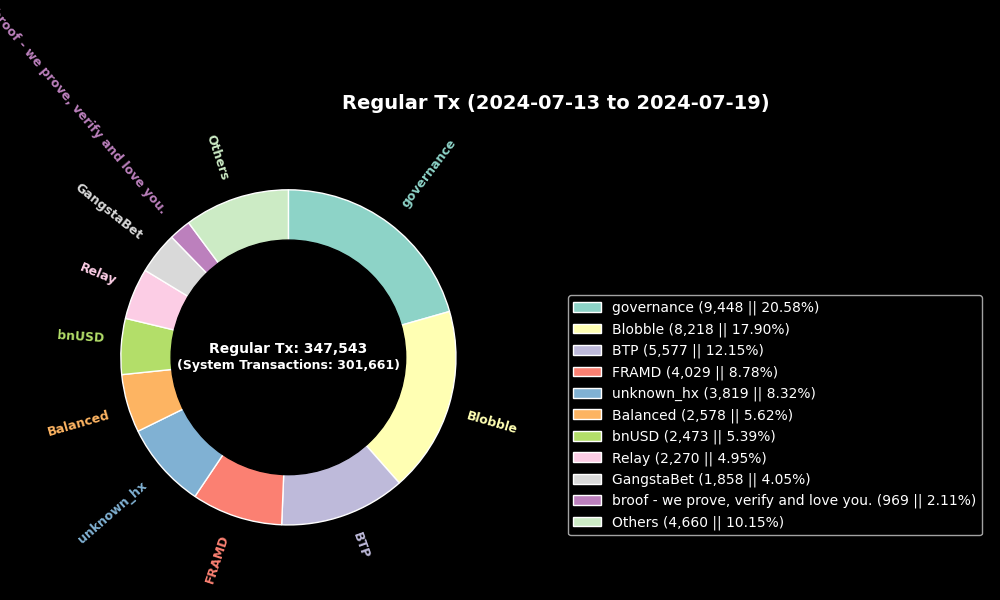 Regular Tx (2024-07-13 to 2024-07-19)
roof - we prove, verify and love you.
Others
governance
GangstaBet
Relay
bnUSD
Balanced
unknown_hx
FRAMD
BTP
Blobble
Regular Tx: 347,543
(System Transactions: 301,661)
governance (9,448 || 20.58%)
Blobble (8,218 || 17.90%)
BTP (5,577 || 12.15%)
FRAMD (4,029 || 8.78%)
unknown_hx (3,819 || 8.32%)
Balanced (2,578 || 5.62%)
bnUSD (2,473 || 5.39%)
Relay (2,270 || 4.95%)
GangstaBet (1,858 || 4.05%)
broof - we prove, verify and love you. (969 || 2.11%)
Others (4,660 || 10.15%)